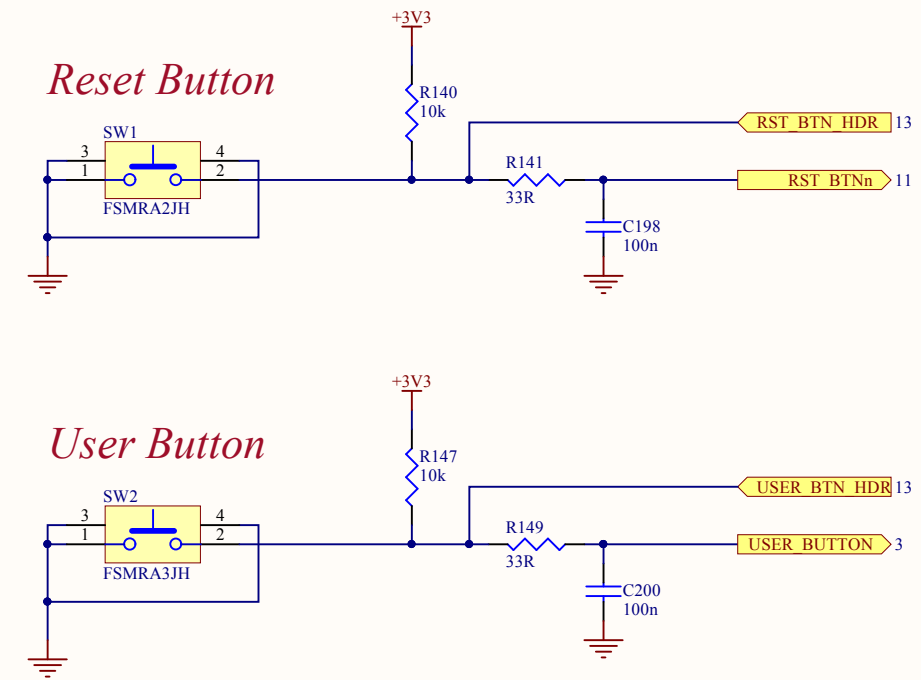 +3V3
Reset Button
R140
10k
SW1
RST_BTN_HDR 13
3 4
1 2
R141
RST_BTNn 11
33R
FSMRA2JH
C198
100n
+3V3
User Button
R147
10k
SW2
USER_BTN_HDR 13
3 4
1 2
R149
USER_BUTTON 3
33R
FSMRA3JH
C200
100n